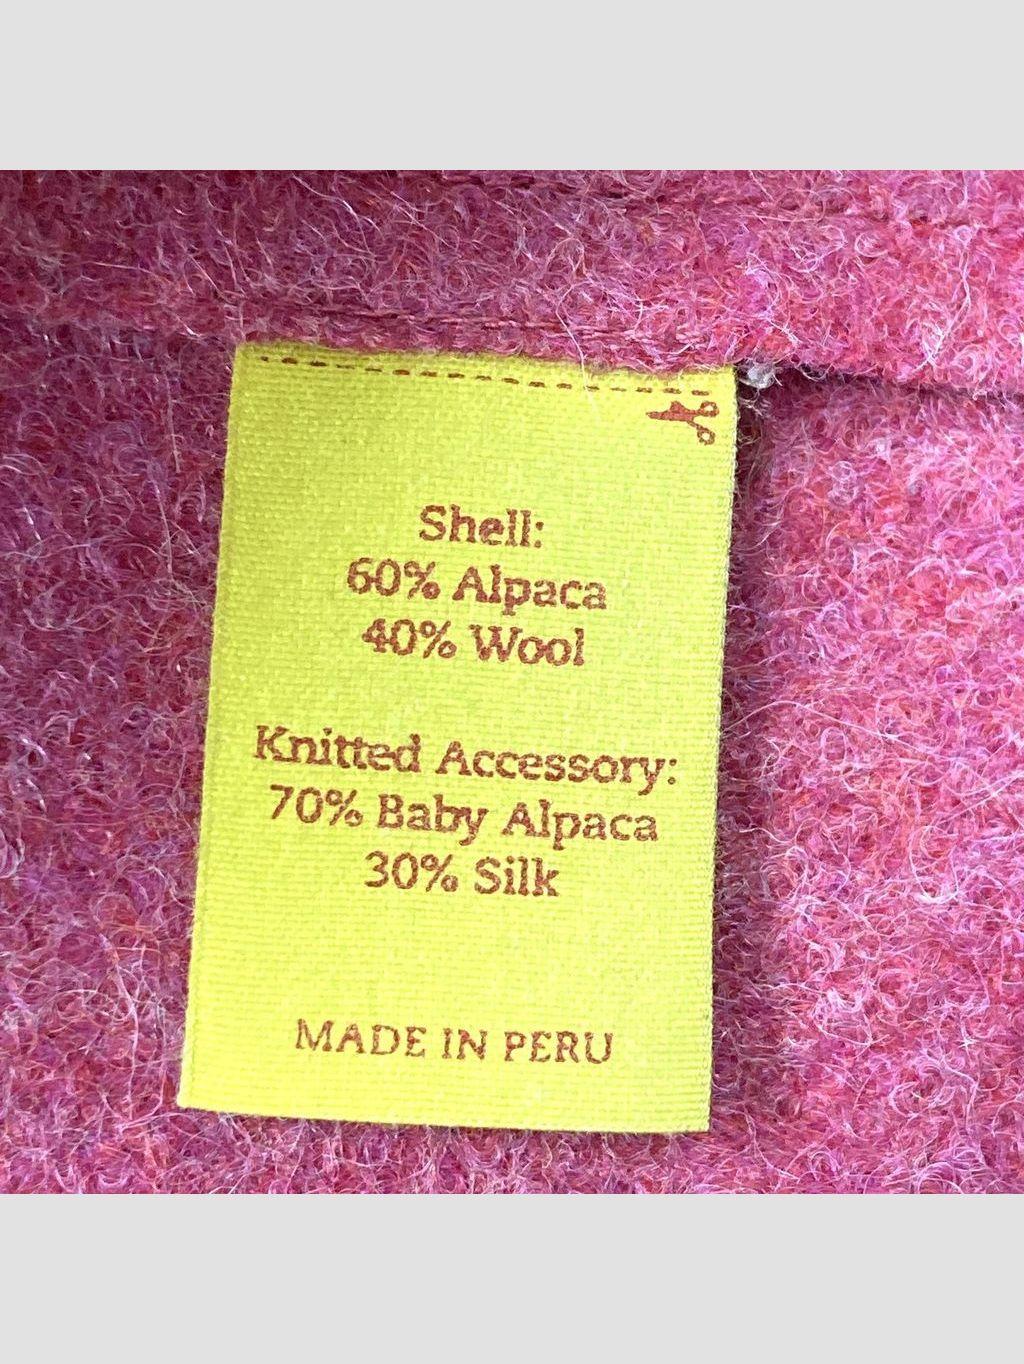 Shell:
60% Alpaca
40% Wool
Knitted Accessory:
70% Baby Alpaca
30% Silk
MADE IN PERU